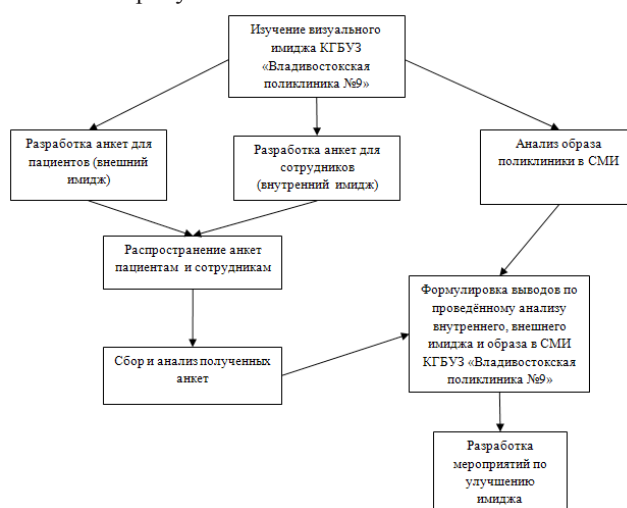 Изучение визуального
имиджа КГБУЗ
«Владивостокская
поликлиника №9»
Разработка анкет для
пациентов (внешний
имидж)
Разработка анкет для
сотрудников
(внутренний имидж)
Анализ образа
поликлиники в СМИ
Распространение анкет
пациентам и сотрудникам
Формулировка выводов по
проведённому анализу
внутреннего, внешнего
имиджа и образа в СМИ
КГБУЗ «Владивостокская
поликлиника №9»
Сбор и анализ полученных
анкет
Разработка
мероприятий по
улучшению
имиджа